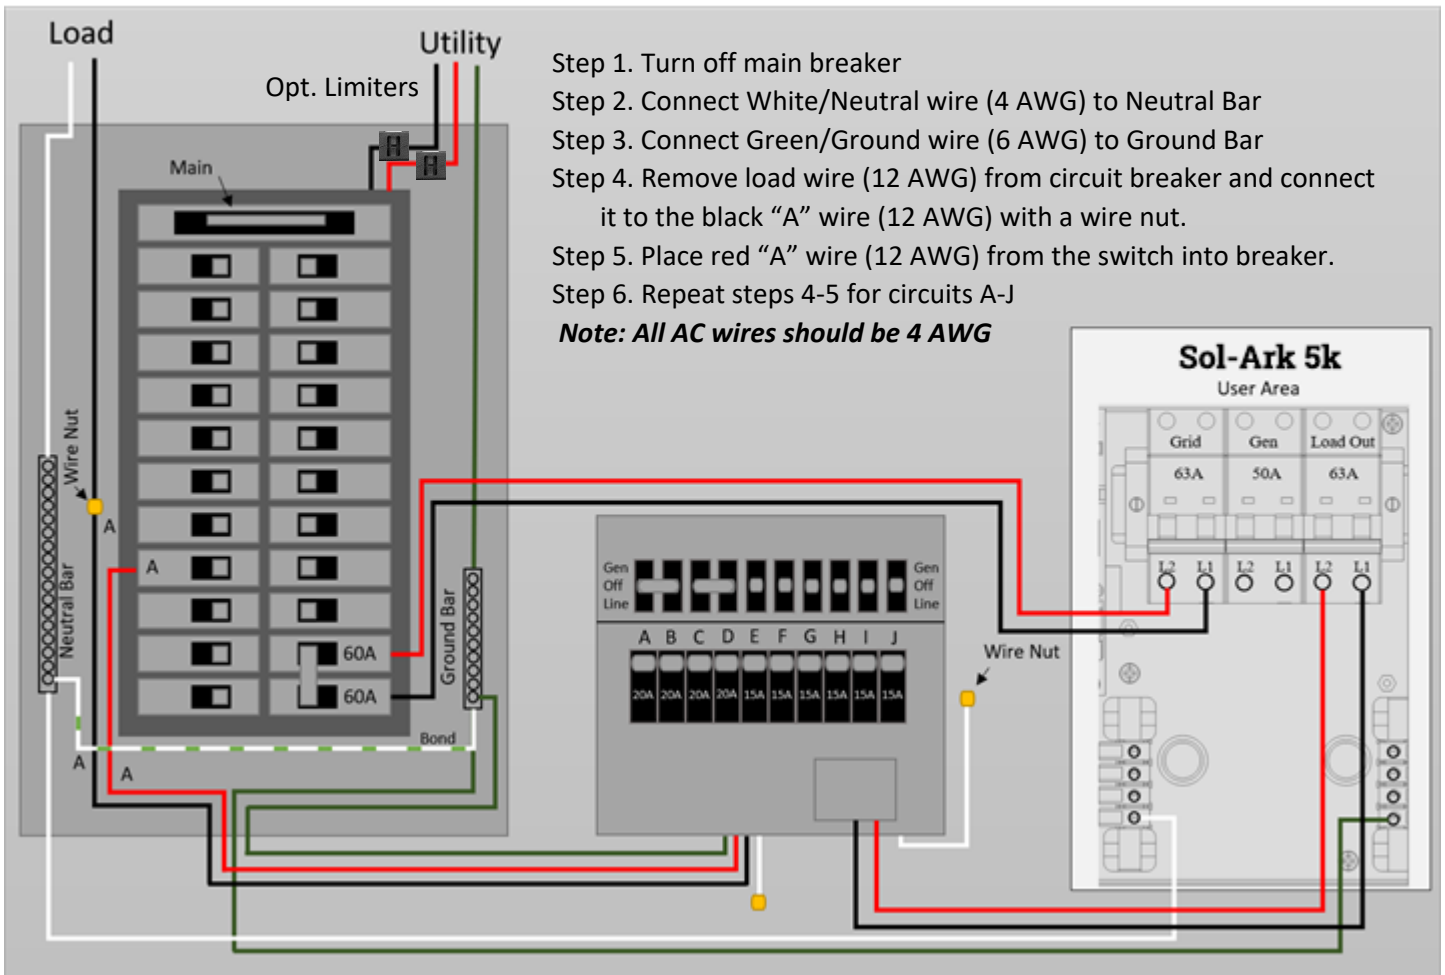 Load
Utility
Opt. Limiters
Step 1. Turn off main breaker
Step 2. Connect White/Neutral wire (4 AWG) to Neutral Bar
Step 3. Connect Green/Ground wire (6 AWG) to Ground Bar
Step 4. Remove load wire (12 AWG) from circuit breaker and connect
it to the black “A” wire (12 AWG) with a wire nut.
Step 5. Place red “A” wire (12 AWG) from the switch into breaker.
Step 6. Repeat steps 4-5 for circuits A-J
Note: All AC wires should be 4 AWG
Main
H
H
Wire Nut
A
A
Neutral Bar
Ground Bar
60A
60A
Bond
A
A
Gen
Off
Line
Gen
Off
Line
A B C D E F G H I J
20A 20A 20A 20A 15A 15A 15A 15A 15A 15A
Wire Nut
Sol-Ark 5k
User Area
Grid Gen Load Out
63A 50A 63A
L2 L1 L2 L1 L2 L1